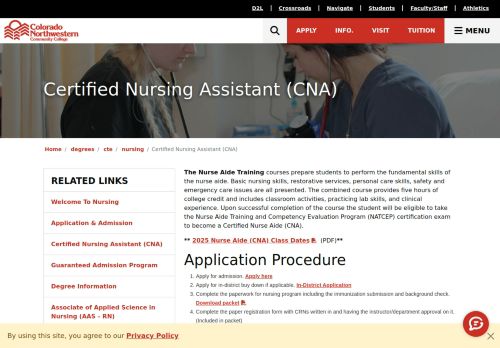 D2L | Crossroads | Navigate | Students | Faculty/Staff | Athletics
Colorado
Northwestern
Community College
APPLY
INFO.
VISIT
TUITION
MENU
Certified Nursing Assistant (CNA)
Home / degrees / cte / nursing / Certified Nursing Assistant (CNA)
RELATED LINKS
Welcome To Nursing
Application & Admission
Certified Nursing Assistant (CNA)
Guaranteed Admission Program
Degree Information
Associate of Applied Science in
Nursing (AAS - RN)
The Nurse Aide Training courses prepare students to perform the fundamental skills of
the nurse aide. Basic nursing skills, restorative services, personal care skills, safety and
emergency care issues are all presented. The combined course provides five hours of
college credit and includes classroom activities, practicing lab skills, and clinical
experience. Upon successful completion of the course the student will be eligible to take
the Nurse Aide Training and Competency Evaluation Program (NATCEP) certification exam
to become a Certified Nurse Aide (CNA).
** 2025 Nurse Aide (CNA) Class Dates (PDF)**
Application Procedure
1. Apply for admission. Apply here
2. Apply for in-district buy down if applicable. In-District Application
3. Complete the paperwork for nursing program including the immunization submission and background check.
Download packet
4. Complete the paper registration form with CRNs written in and having the instructor/department approval on it.
(Included in packet)
By using this site, you agree to our Privacy Policy
×